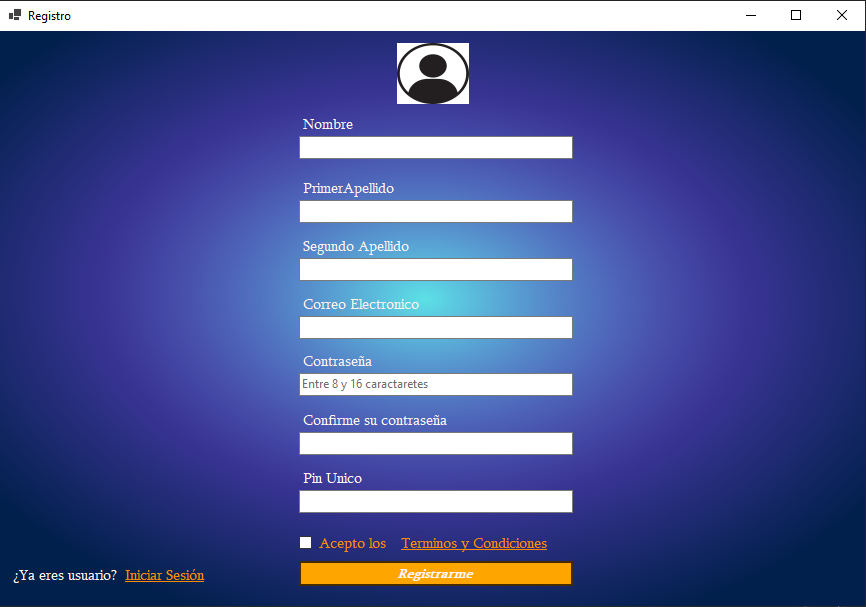 Registro
Nombre
PrimerApellido
Segundo Apellido
Correo Electronico
Contraseña
Entre 8 y 16 caractaretes
Confirme su contraseña
Pin Unico
Acepto los Terminos y Condiciones
¿Ya eres usuario? Iniciar Sesión
Registrarme